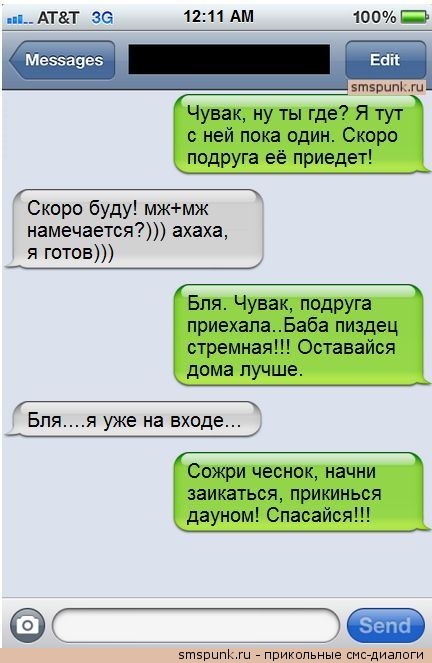 AT&T 3G 12:11 AM 100%
Messages Edit
smspunk.ru
Чувак, ну ты где? Я тут
с ней пока один. Скоро
подруга её приедет!
Скоро буду! мж+мж
намечается?))) ахаха,
я готов)))
Бля. Чувак, подруга
приехала..Баба пиздец
стремная!!! Оставайся
дома лучше.
Бля....я уже на входе...
Сожри чеснок, начни
заикаться, прикинься
дауном! Спасайся!!!
Send
smspunk.ru - прикольные смс-диалоги